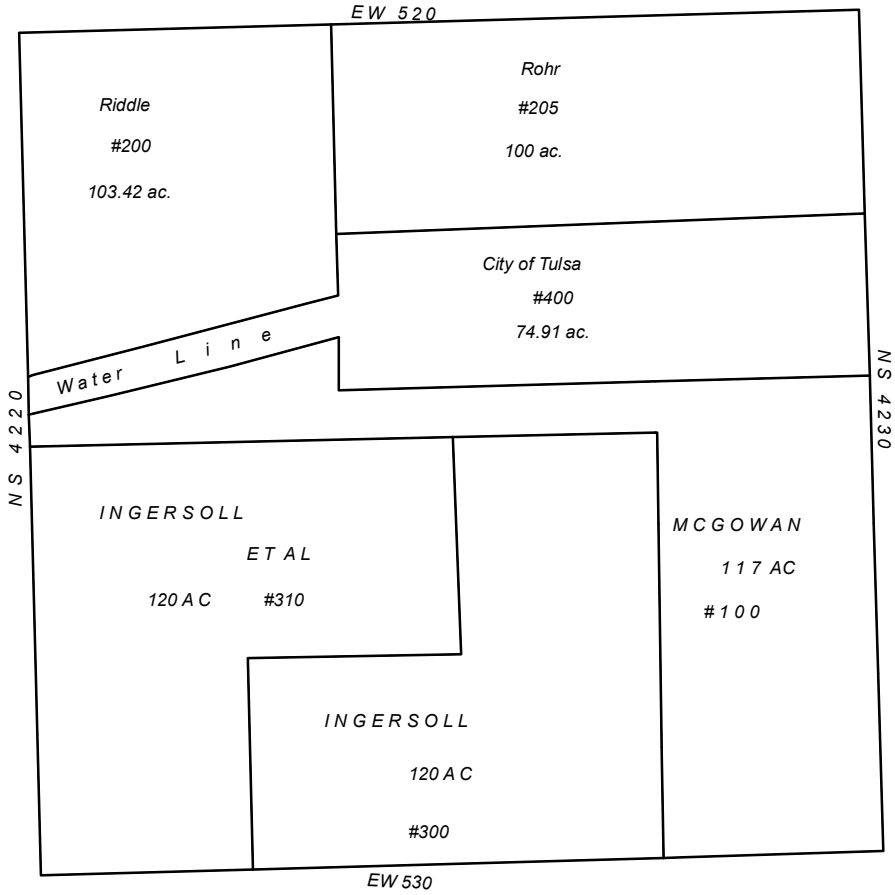 EW 520
Riddle
#200
103.42 ac.
Rohr
#205
100 ac.
City of Tulsa
#400
74.91 ac.
Water Line
NS 4220
NS 4230
INGERSOLL
ET AL
120 AC #310
MCGOWAN
117 AC
#100
INGERSOLL
120 AC
#300
EW 530